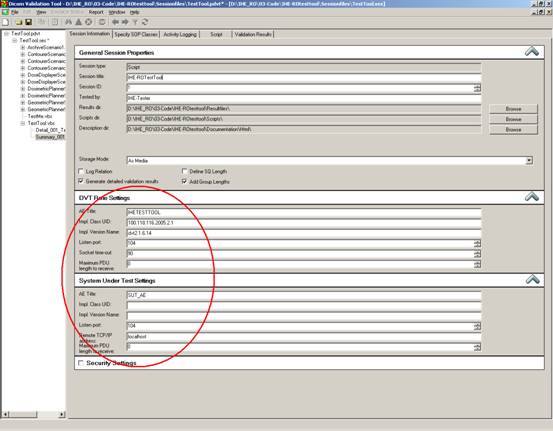 Dicom Validation Tool - D:\IHE_RO\03-Code\IHE-ROtesttool\Sessionfiles\TestTool.pdvt* - [D:\IHE_RO\03-Code\IHE-ROtesttool\Sessionfiles\TestTool.ses]
File Edit View Report Window Help
TestTool.pdvt
TestTool.ses *
ArchiveScenario1.
ContourerScenar
ContourerScenar
ContourerScenar
DoseDisplayerSce
DoseDisplayerSce
DosimetricPlanner
GeometricPlanner
GeometricPlanner
GeometricPlanner
TestMe.vbs
TestTool.vbs
Detail_001_Te
Summary_001
Session Information Specify SOP Classes Activity Logging Script Validation Results
General Session Properties
Session type: Script
Session title: IHE-ROTestTool
Session ID: 1
Tested by: IHE-Tester
Results dir: D:\IHE_RO\03-Code\IHE-ROtesttool\Resultfiles\ Browse
Scripts dir: D:\IHE_RO\03-Code\IHE-ROtesttool\Scripts\ Browse
Description dir: D:\IHE_RO\03-Code\IHE-ROtesttool\Documentation\Html\ Browse
Storage Mode: As Media
Log Relation Define SQ Length
Generate detailed validation results Add Group Lengths
DVT Role Settings
AE Title: IHETESTTOOL
Impl. Class UID: 100.118.116.2005.2.1
Impl. Version Name: dvt2.1.6.14
Listen port: 104
Socket time-out: 90
Maximum PDU length to receive: 0
System Under Test Settings
AE Title: SUT_AE
Impl. Class UID:
Impl. Version Name:
Listen port: 104
Remote TCP/IP address: localhost
Maximum PDU length to receive: 0
Security Settings